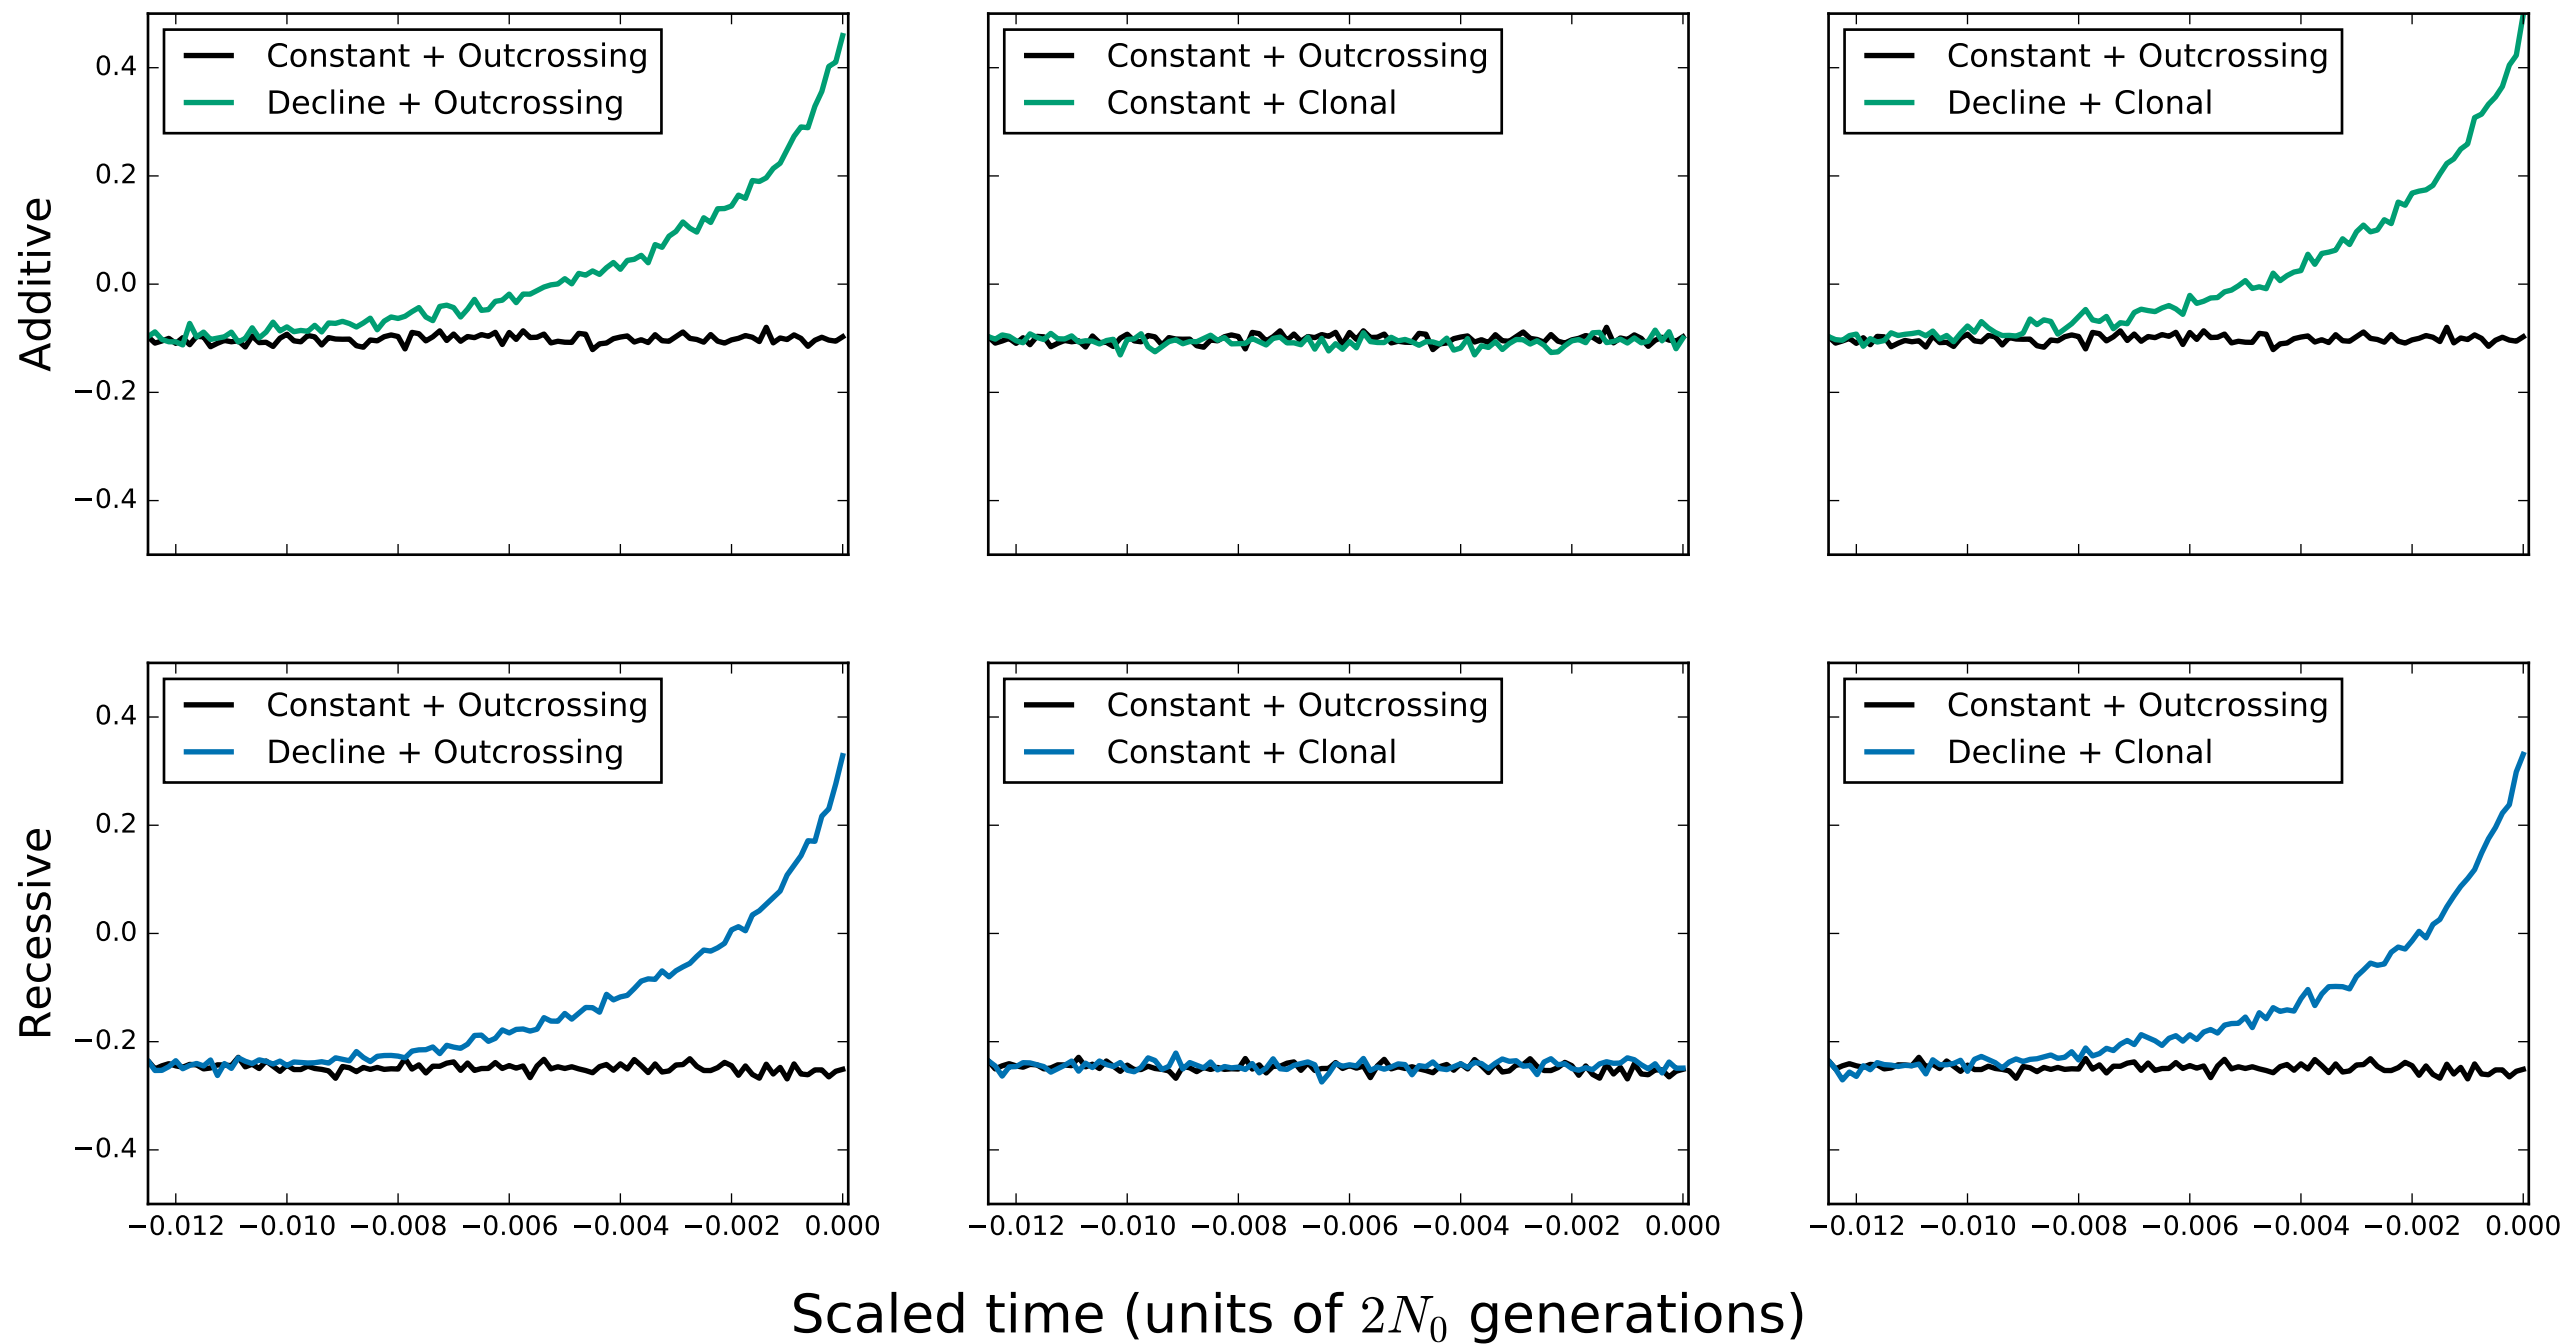 Constant + Outcrossing
Decline + Outcrossing
Constant + Outcrossing
Constant + Clonal
Constant + Outcrossing
Decline + Clonal
Additive
0.4
0.2
0.0
−0.2
−0.4
Constant + Outcrossing
Decline + Outcrossing
Constant + Outcrossing
Constant + Clonal
Constant + Outcrossing
Decline + Clonal
Recessive
0.4
0.2
0.0
−0.2
−0.4
−0.012 −0.010 −0.008 −0.006 −0.004 −0.002 0.000
−0.012 −0.010 −0.008 −0.006 −0.004 −0.002 0.000
−0.012 −0.010 −0.008 −0.006 −0.004 −0.002 0.000
Scaled time (units of 2N₀ generations)